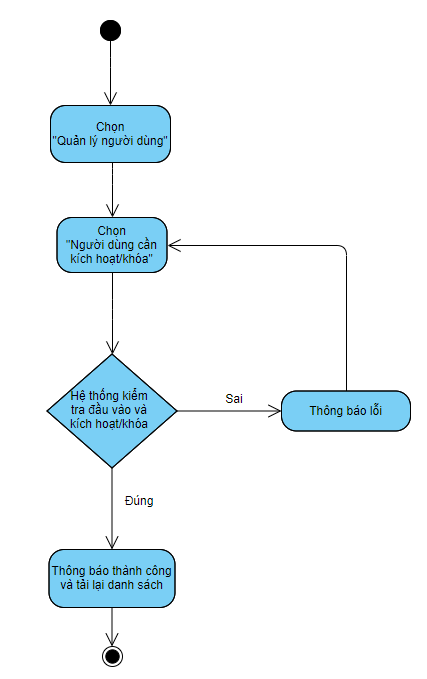 Chọn
"Quản lý người dùng"
Chọn
"Người dùng cần
kích hoạt/khóa"
Hệ thống kiểm
tra đầu vào và
kích hoạt/khóa
Sai
Thông báo lỗi
Đúng
Thông báo thành công
và tải lại danh sách